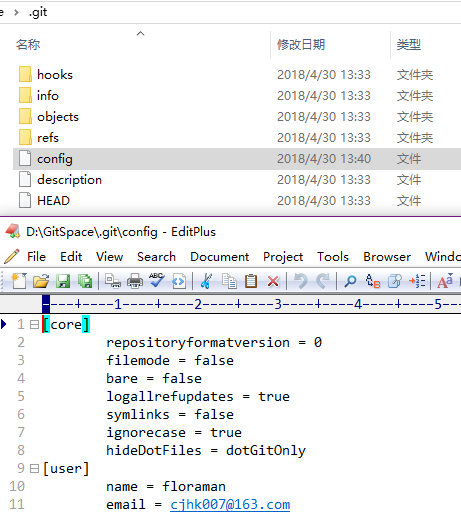 › .git
名称 修改日期 类型
hooks 2018/4/30 13:33 文件夹
info 2018/4/30 13:33 文件夹
objects 2018/4/30 13:33 文件夹
refs 2018/4/30 13:33 文件夹
config 2018/4/30 13:40 文件
description 2018/4/30 13:33 文件
HEAD 2018/4/30 13:33 文件
D:\GitSpace\.git\config - EditPlus
File Edit View Search Document Project Tools Browser
----+----1----+----2----+----3----+----4----+----5--
1 [core]
2 repositoryformatversion = 0
3 filemode = false
4 bare = false
5 logallrefupdates = true
6 symlinks = false
7 ignorecase = true
8 hideDotFiles = dotGitOnly
9 [user]
10 name = floraman
11 email = cjhk007@163.com